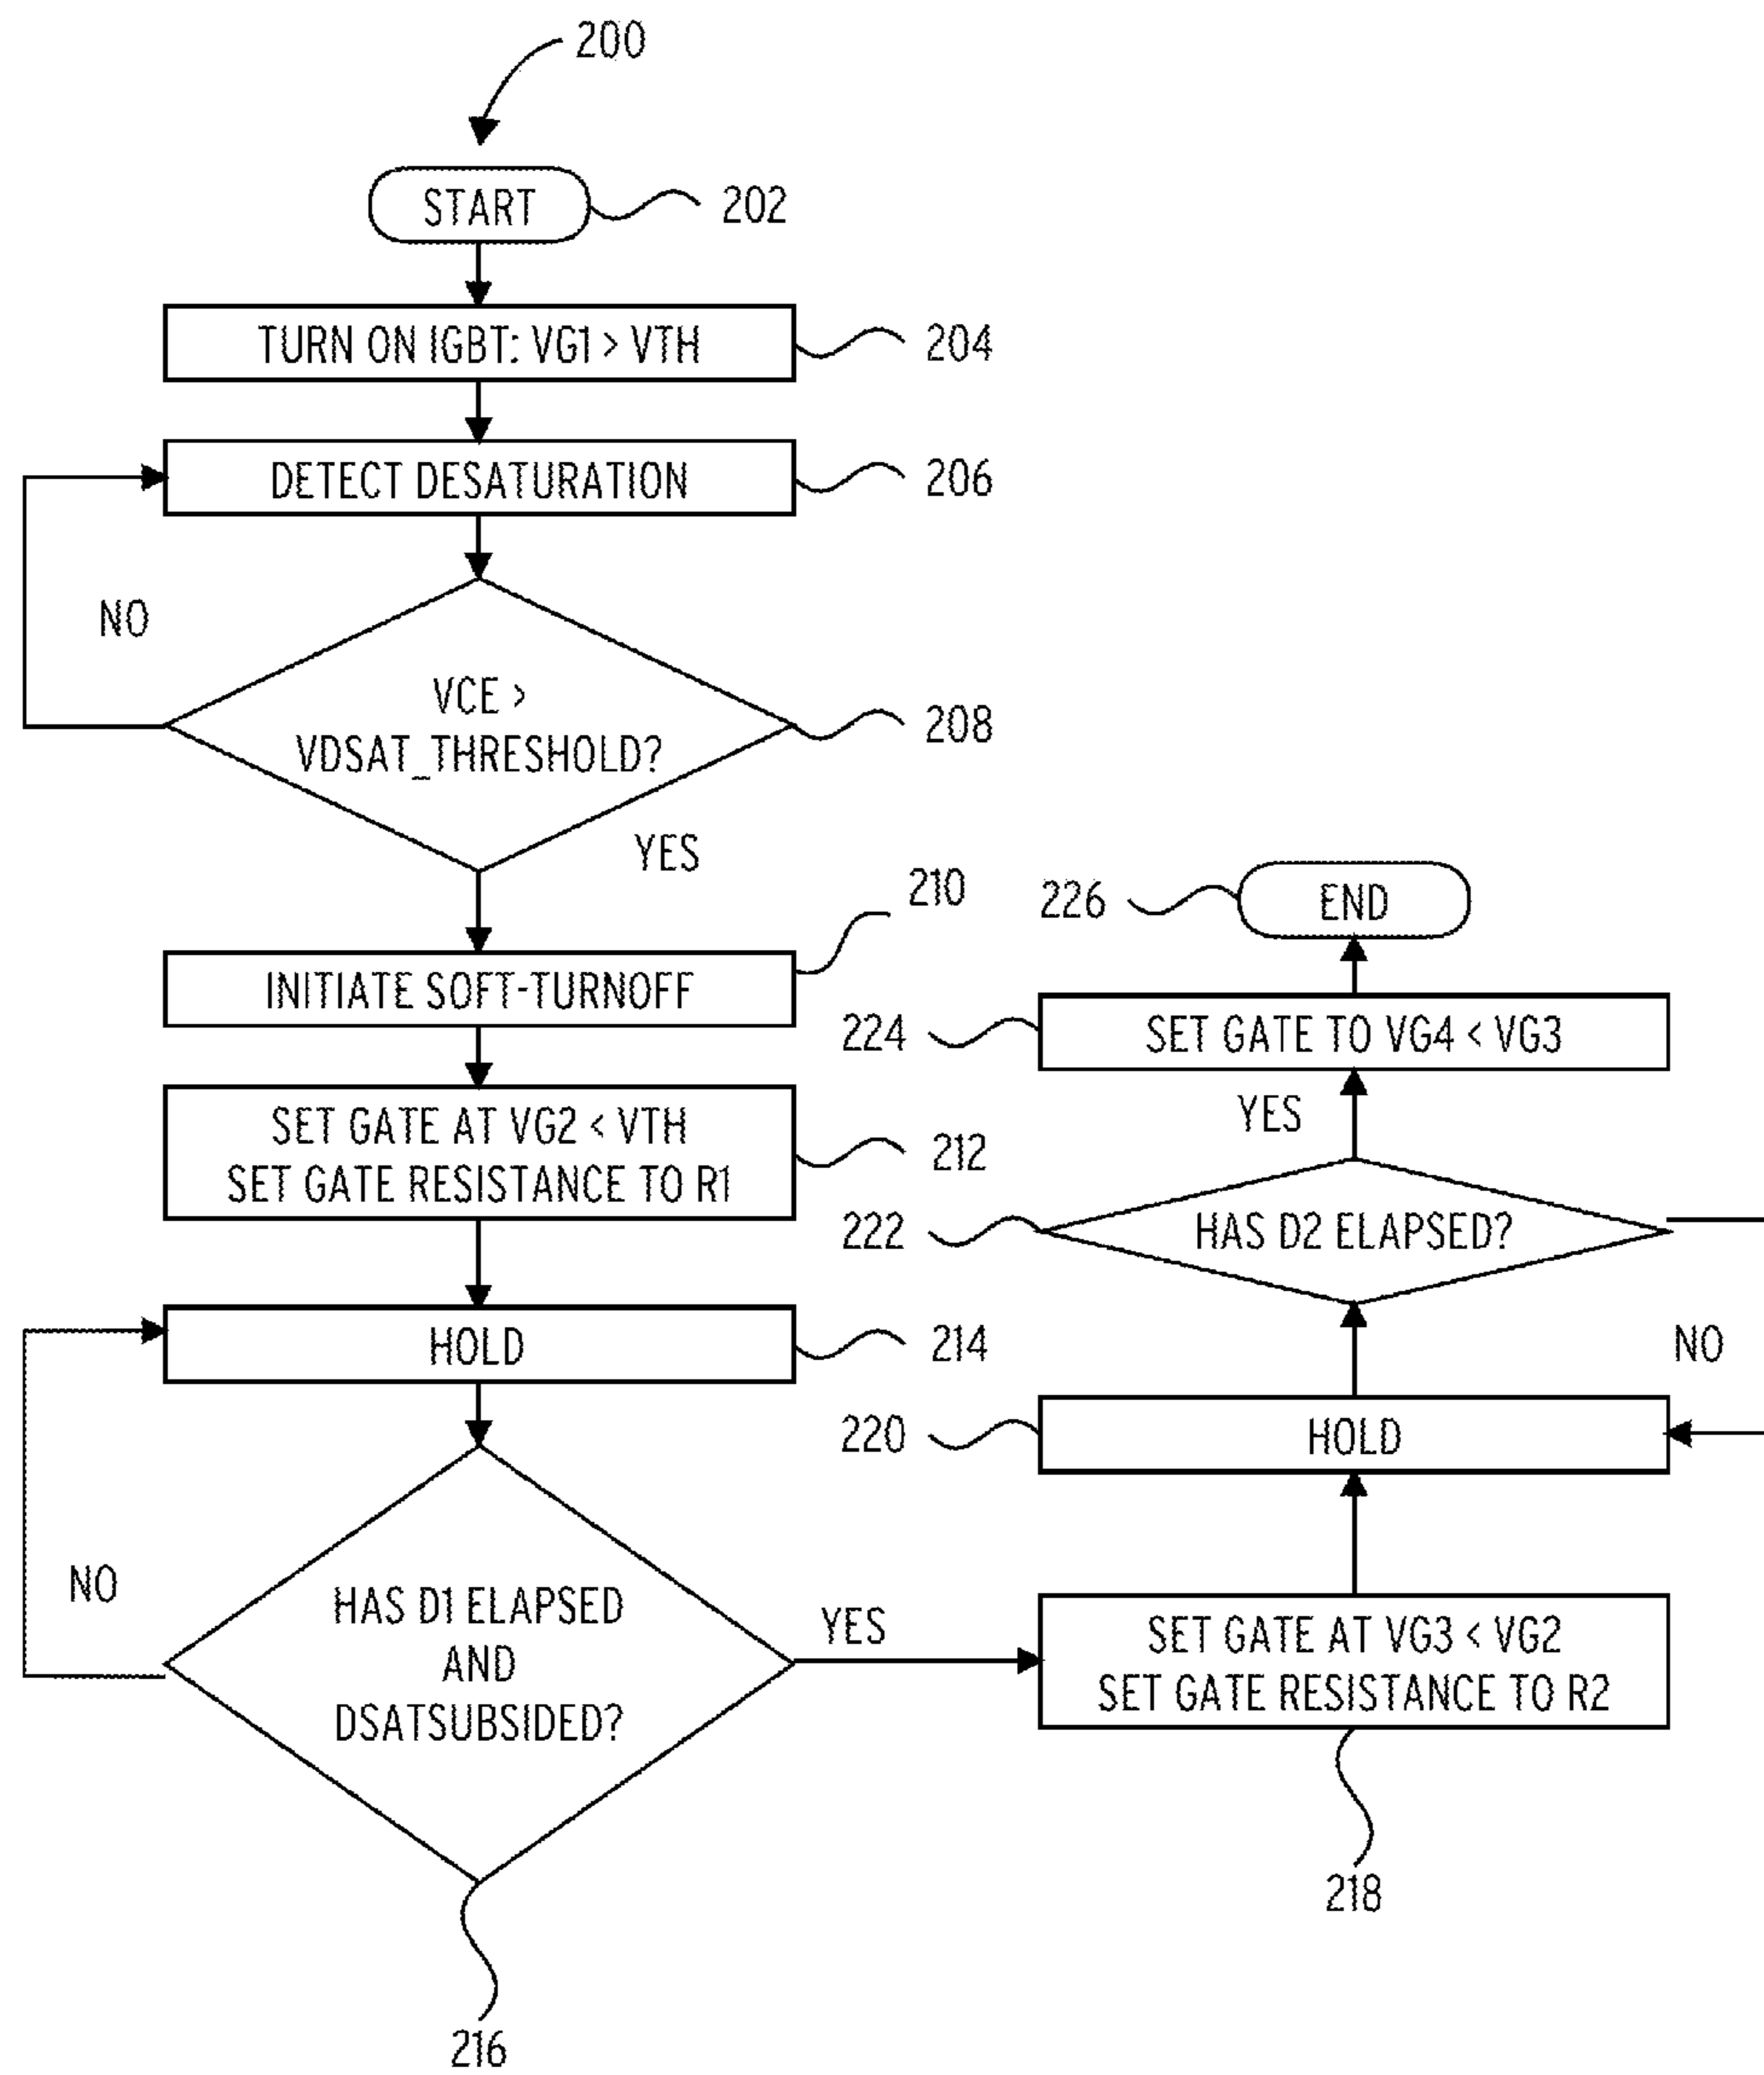 200
START
202
TURN ON IGBT: VG1 > VTH
204
DETECT DESATURATION
206
NO
VCE >
VDSAT_THRESHOLD?
208
YES
210
INITIATE SOFT-TURNOFF
SET GATE AT VG2 < VTH
SET GATE RESISTANCE TO R1
212
HOLD
214
NO
HAS D1 ELAPSED
AND
DSATSUBSIDED?
216
YES
SET GATE AT VG3 < VG2
SET GATE RESISTANCE TO R2
218
220
HOLD
NO
222
HAS D2 ELAPSED?
YES
224
SET GATE TO VG4 < VG3
226
END